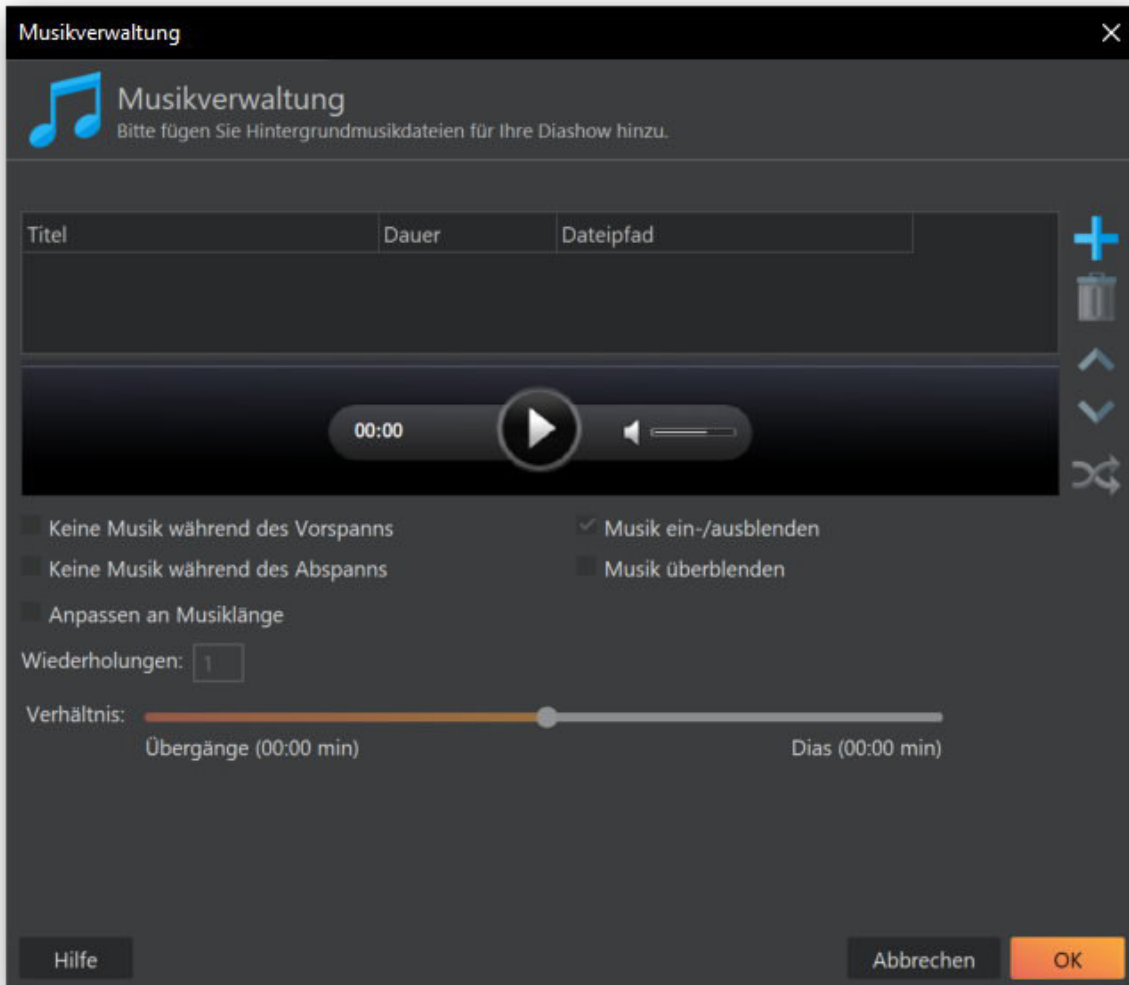 Musikverwaltung
Musikverwaltung
Bitte fügen Sie Hintergrundmusikdateien für Ihre Diashow hinzu.
Titel Dauer Dateipfad
00:00
Keine Musik während des Vorspanns Musik ein-/ausblenden
Keine Musik während des Abspanns Musik überblenden
Anpassen an Musiklänge
Wiederholungen: 1
Verhältnis:
Übergänge (00:00 min) Dias (00:00 min)
Hilfe Abbrechen OK